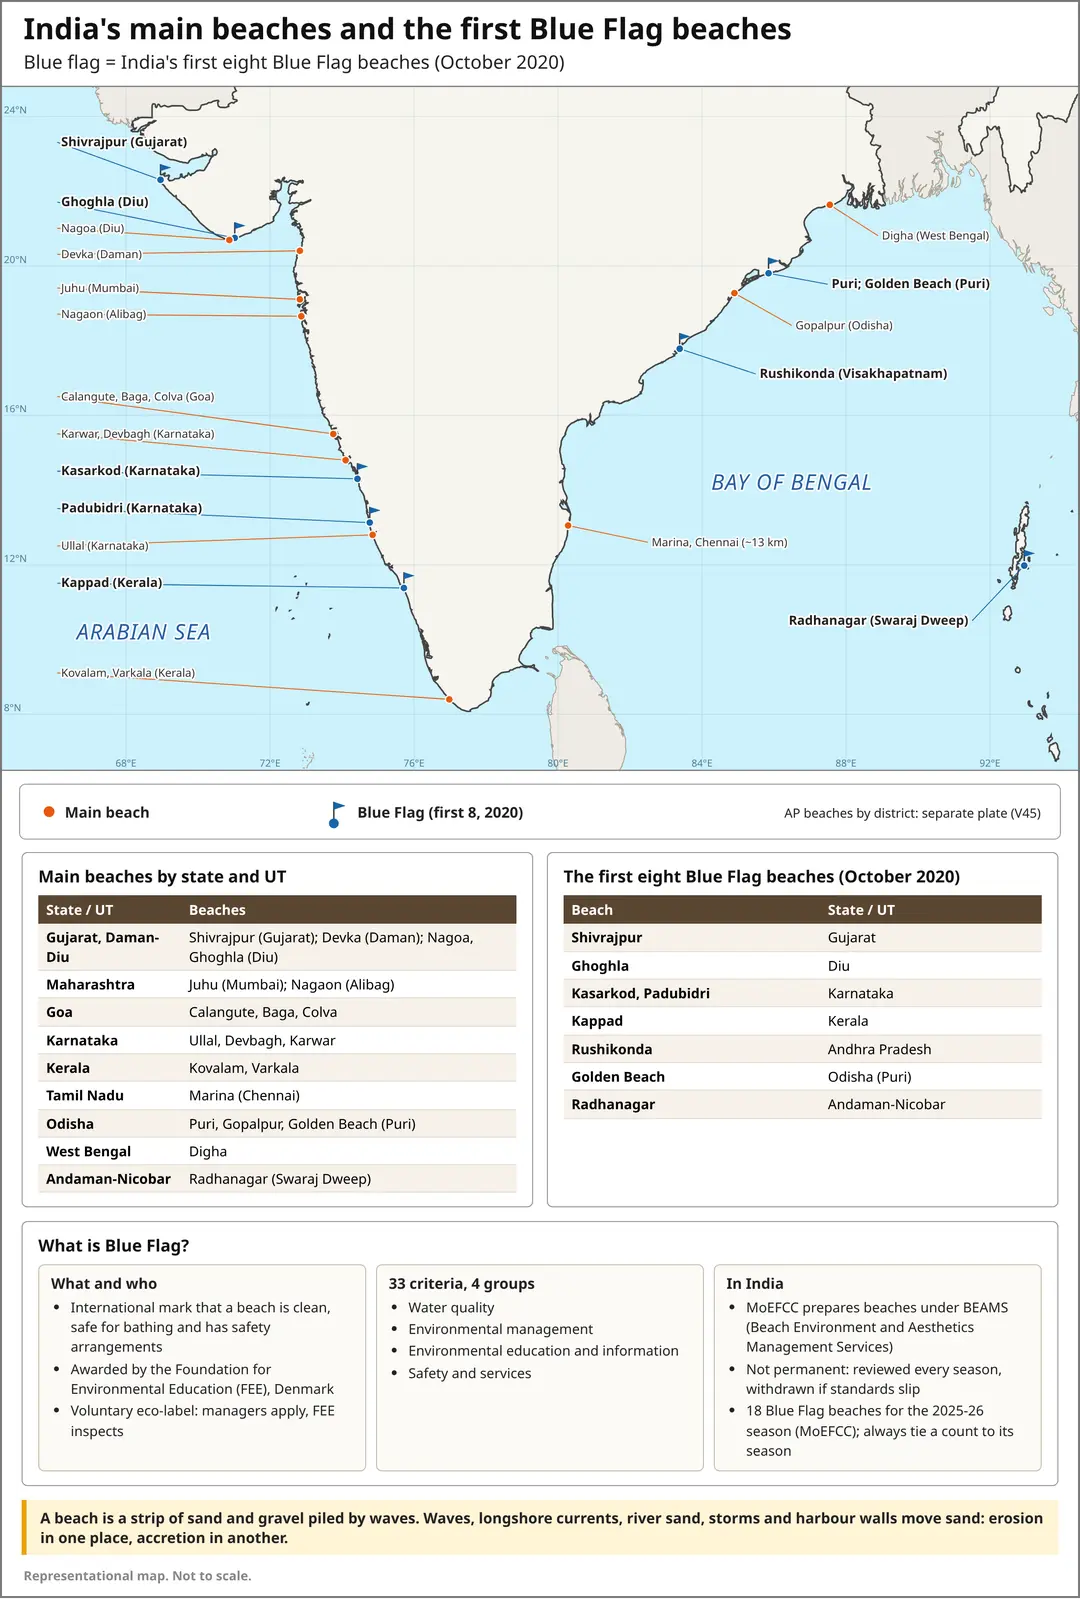 India's main beaches and the first Blue Flag beaches
Blue flag = India's first eight Blue Flag beaches (October 2020)
24°N
20°N
16°N
12°N
8°N
68°E
72°E
76°E
80°E
84°E
88°E
92°E
Shivrajpur (Gujarat)
Ghoghla (Diu)
Nagoa (Diu)
Devka (Daman)
Juhu (Mumbai)
Nagaon (Alibag)
Calangute, Baga, Colva (Goa)
Karwar, Devbagh (Karnataka)
Kasarkod (Karnataka)
Padubidri (Karnataka)
Ullal (Karnataka)
Kappad (Kerala)
ARABIAN SEA
Kovalam, Varkala (Kerala)
Digha (West Bengal)
Puri; Golden Beach (Puri)
Gopalpur (Odisha)
Rushikonda (Visakhapatnam)
BAY OF BENGAL
Marina, Chennai (~13 km)
Radhanagar (Swaraj Dweep)
Main beach
Blue Flag (first 8, 2020)
AP beaches by district: separate plate (V45)
Main beaches by state and UT
State / UT Beaches
Gujarat, Daman-Diu Shivrajpur (Gujarat); Devka (Daman); Nagoa, Ghoghla (Diu)
Maharashtra Juhu (Mumbai); Nagaon (Alibag)
Goa Calangute, Baga, Colva
Karnataka Ullal, Devbagh, Karwar
Kerala Kovalam, Varkala
Tamil Nadu Marina (Chennai)
Odisha Puri, Gopalpur, Golden Beach (Puri)
West Bengal Digha
Andaman-Nicobar Radhanagar (Swaraj Dweep)
The first eight Blue Flag beaches (October 2020)
Beach State / UT
Shivrajpur Gujarat
Ghoghla Diu
Kasarkod, Padubidri Karnataka
Kappad Kerala
Rushikonda Andhra Pradesh
Golden Beach Odisha (Puri)
Radhanagar Andaman-Nicobar
What is Blue Flag?
What and who
• International mark that a beach is clean,
safe for bathing and has safety
arrangements
• Awarded by the Foundation for
Environmental Education (FEE), Denmark
• Voluntary eco-label: managers apply, FEE
inspects
33 criteria, 4 groups
• Water quality
• Environmental management
• Environmental education and information
• Safety and services
In India
• MoEFCC prepares beaches under BEAMS
(Beach Environment and Aesthetics
Management Services)
• Not permanent: reviewed every season,
withdrawn if standards slip
• 18 Blue Flag beaches for the 2025-26
season (MoEFCC); always tie a count to its
season
A beach is a strip of sand and gravel piled by waves. Waves, longshore currents, river sand, storms and harbour walls move sand: erosion
in one place, accretion in another.
Representational map. Not to scale.